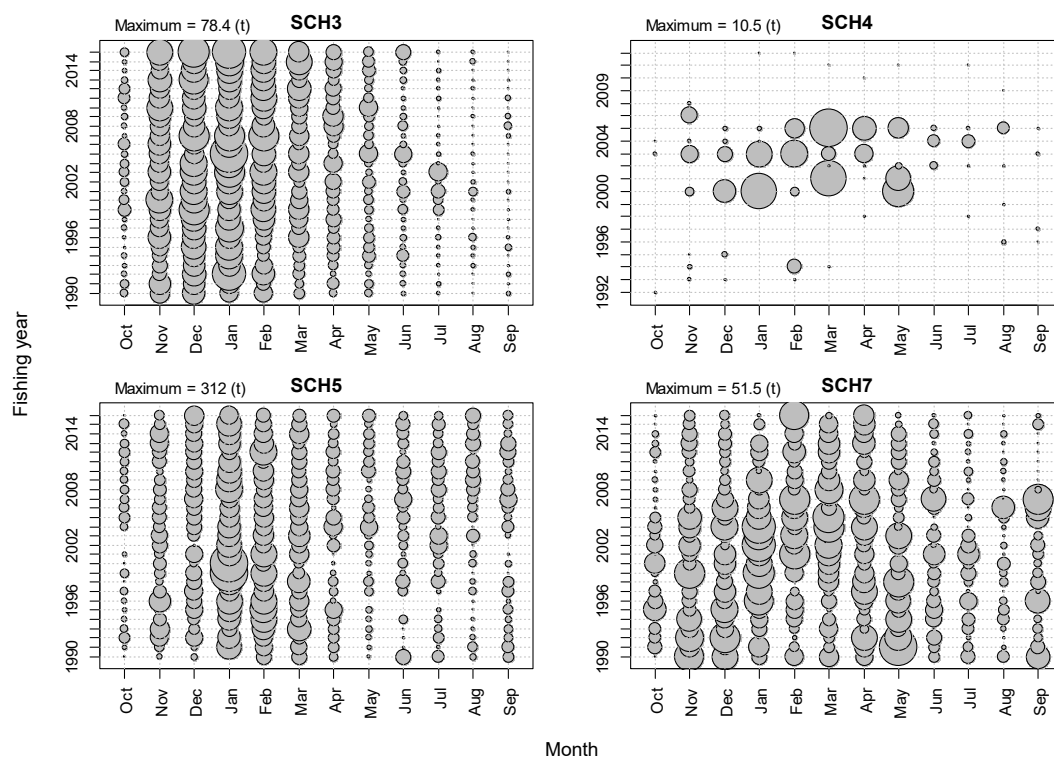 Maximum = 78.4 (t) SCH3
2014
2008
2002
1996
1990
Oct Nov Dec Jan Feb Mar Apr May Jun Jul Aug Sep
Maximum = 10.5 (t) SCH4
2009
2004
2000
1996
1992
Oct Nov Dec Jan Feb Mar Apr May Jun Jul Aug Sep
Fishing year
Maximum = 312 (t) SCH5
2014
2008
2002
1996
1990
Oct Nov Dec Jan Feb Mar Apr May Jun Jul Aug Sep
Maximum = 51.5 (t) SCH7
2014
2008
2002
1996
1990
Oct Nov Dec Jan Feb Mar Apr May Jun Jul Aug Sep
Month